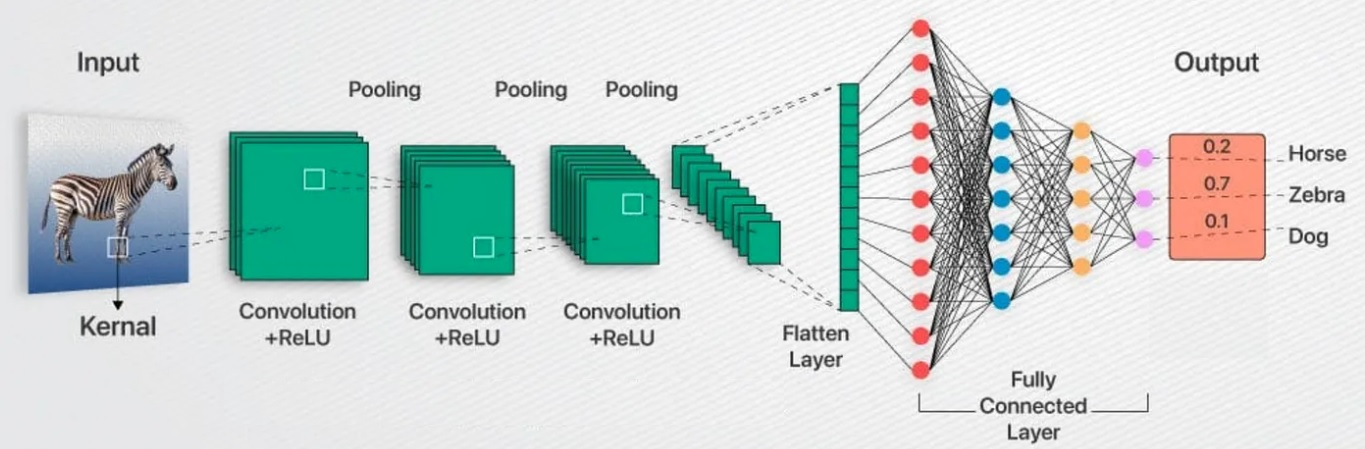 Input
Pooling
Pooling
Pooling
Output
0.2
Horse
0.7
Zebra
0.1
Dog
Kernal
Convolution
+ReLU
Convolution
+ReLU
Convolution
+ReLU
Flatten
Layer
Fully
Connected
Layer